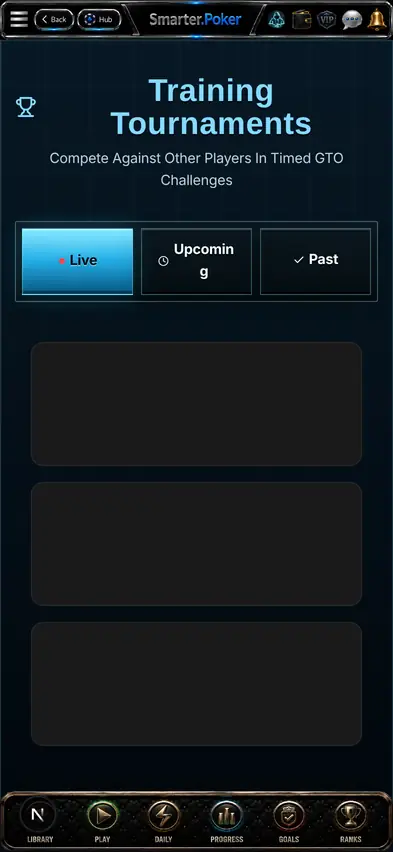 Back
Hub
Smarter.Poker
VIP
Training
Tournaments
Compete Against Other Players In Timed GTO
Challenges
Live
Upcomin
g
Past
N
LIBRARY
PLAY
DAILY
PROGRESS
GOALS
RANKS